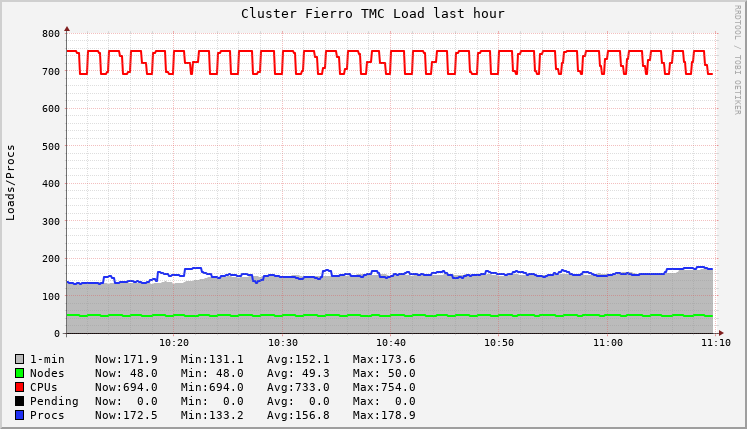 Cluster Fierro TMC Load last hour
RRDTOOL / TOBI OETIKER
Loads/Procs
800
700
600
500
400
300
200
100
0
10:20 10:30 10:40 10:50 11:00 11:10
1-min Now:171.9 Min:131.1 Avg:152.1 Max:173.6
Nodes Now: 48.0 Min: 48.0 Avg: 49.3 Max: 50.0
CPUs Now:694.0 Min:694.0 Avg:733.0 Max:754.0
Pending Now: 0.0 Min: 0.0 Avg: 0.0 Max: 0.0
Procs Now:172.5 Min:133.2 Avg:156.8 Max:178.9